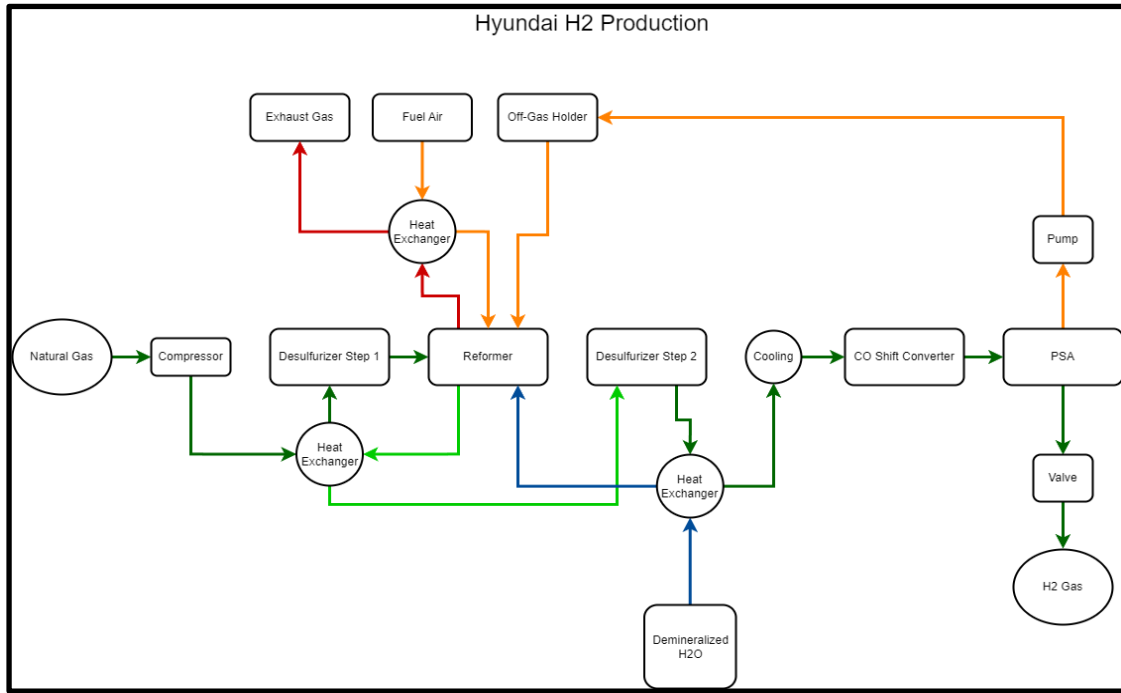 Hyundai H2 Production
Exhaust Gas
Fuel Air
Off-Gas Holder
Heat
Exchanger
Pump
Natural Gas
Compressor
Desulfurizer Step 1
Reformer
Desulfurizer Step 2
Cooling
CO Shift Converter
PSA
Heat
Exchanger
Heat
Exchanger
Valve
H2 Gas
Demineralized
H2O